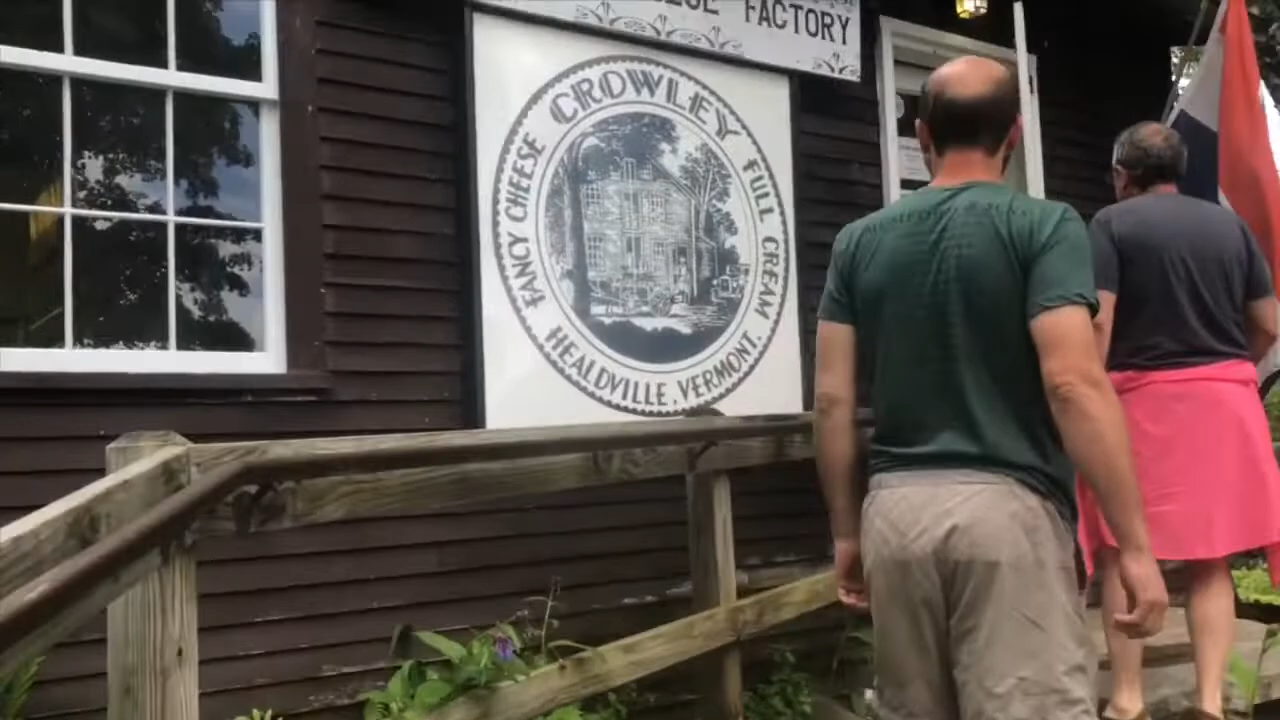 FACTORY
CROWLEY
FANCY CHEESE
FULL CREAM
HEALDVILLE, VERMONT.